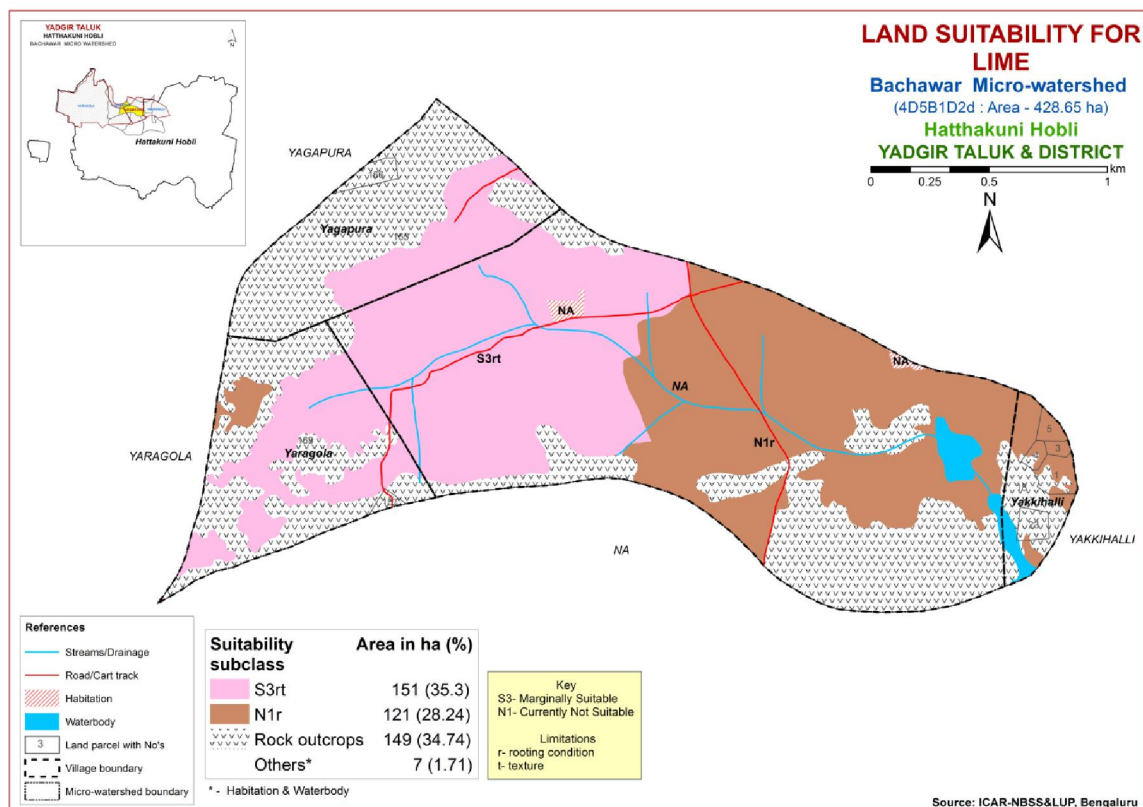 YADGIR TALUK
HATTHAKUNI HOBLI
BACHAWAR MICRO WATERSHED
N
Hattakuni Hobli
LAND SUITABILITY FOR
LIME
Bachawar Micro-watershed
(4D5B1D2d : Area - 428.65 ha)
Hatthakuni Hobli
YADGIR TALUK & DISTRICT
km
0 0.25 0.5 1
N
YAGAPURA
Yagapura
NA
S3rt
NA
NA
N1r
YARAGOLA
169
Yaragola
5
3
1
Yakkihalli
YAKKIHALLI
NA
References
Streams/Drainage
Road/Cart track
Habitation
Waterbody
3 Land parcel with No's
Village boundary
Micro-watershed boundary
Suitability subclass Area in ha (%)
S3rt 151 (35.3)
N1r 121 (28.24)
Rock outcrops 149 (34.74)
Others* 7 (1.71)
* - Habitation & Waterbody
Key
S3- Marginally Suitable
N1- Currently Not Suitable
Limitations
r- rooting condition
t- texture
Source: ICAR-NBSS&LUP, Bengaluru